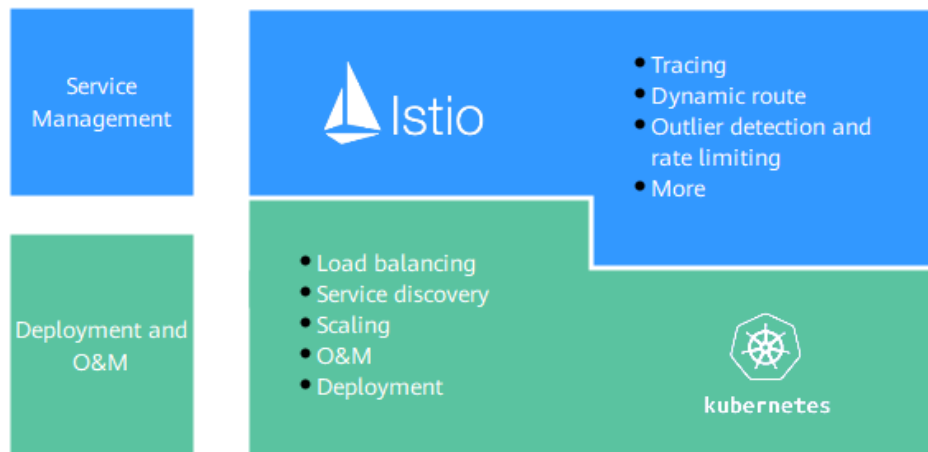 Service
Management
Istio
● Tracing
● Dynamic route
● Outlier detection and
rate limiting
● More
Deployment and
O&M
● Load balancing
● Service discovery
● Scaling
● O&M
● Deployment
kubernetes